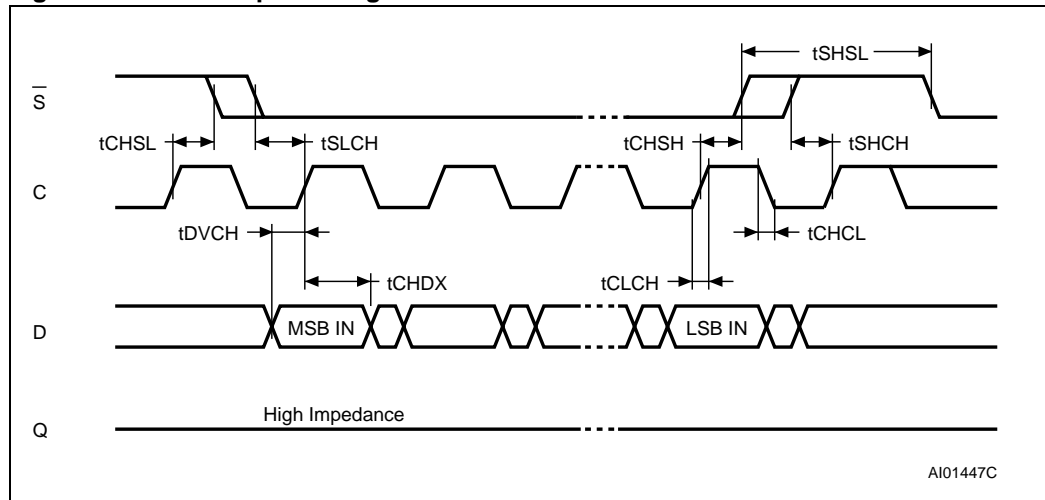 tSHSL
S
tCHSL
tSLCH
tCHSH
tSHCH
C
tDVCH
tCHCL
tCHDX
tCLCH
D
MSB IN
LSB IN
High Impedance
Q
AI01447C